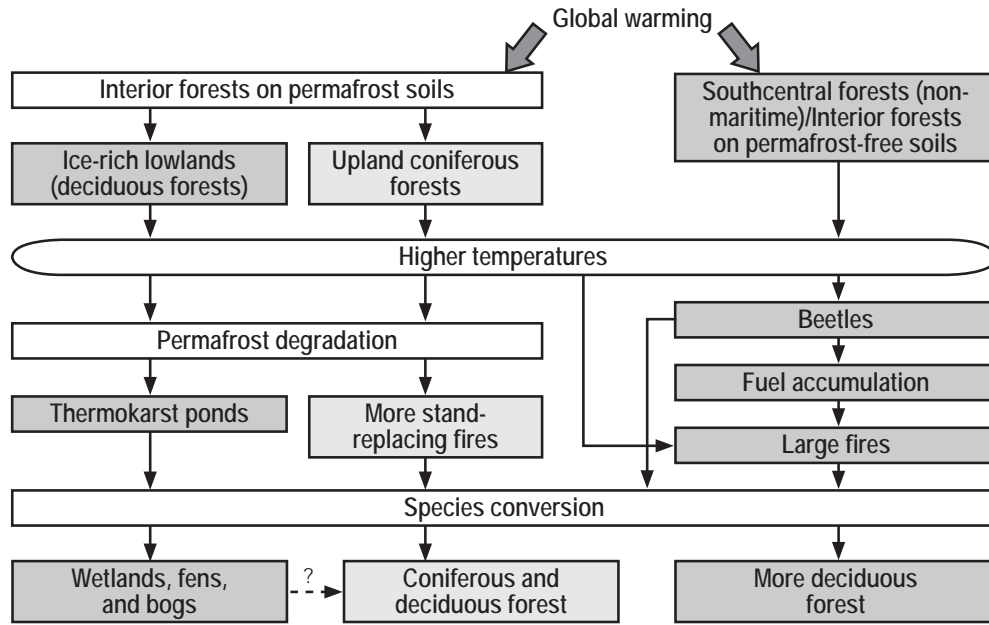 Global warming
Interior forests on permafrost soils
Southcentral forests (non-
maritime)/Interior forests
on permafrost-free soils
Ice-rich lowlands
(deciduous forests)
Upland coniferous
forests
Higher temperatures
Beetles
Permafrost degradation
Fuel accumulation
Thermokarst ponds
More stand-
replacing fires
Large fires
Species conversion
Wetlands, fens,
and bogs
?
Coniferous and
deciduous forest
More deciduous
forest